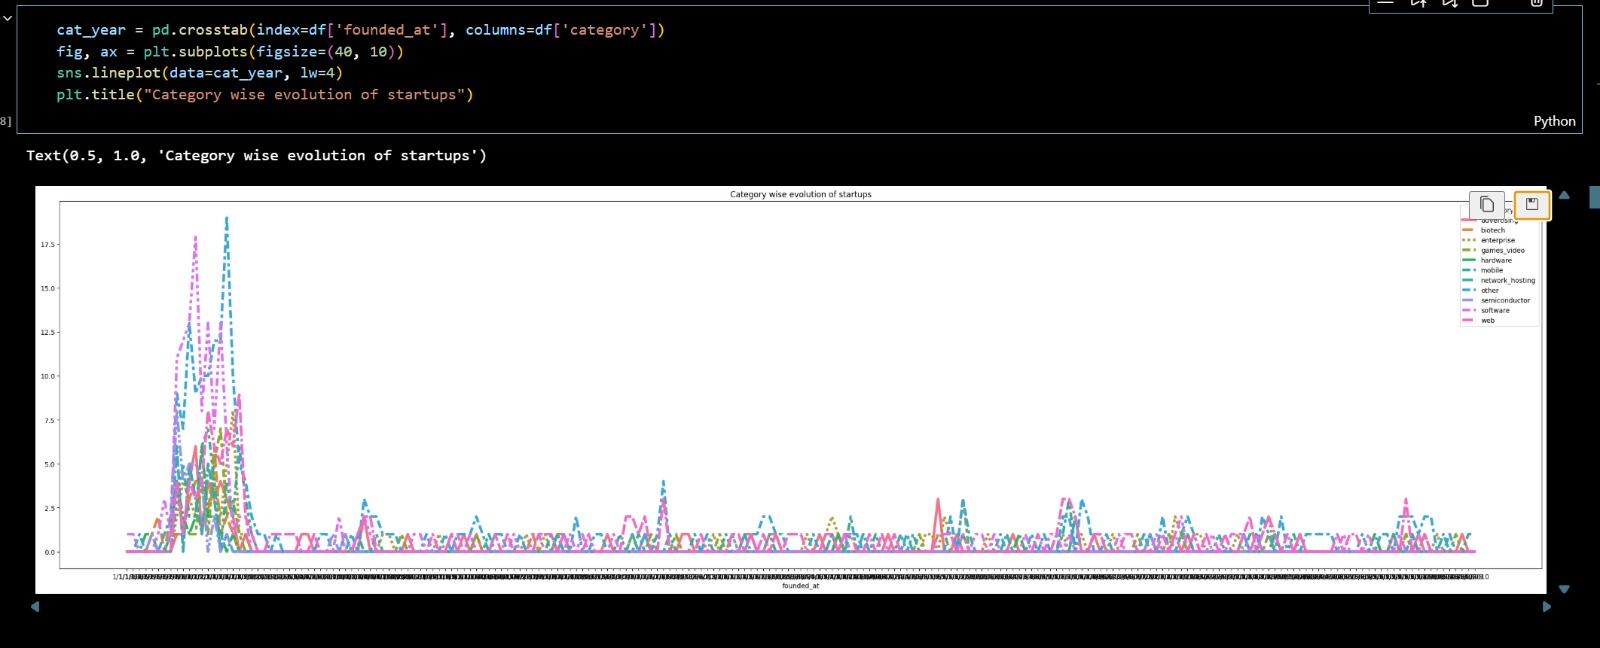 cat_year = pd.crosstab(index=df['founded_at'], columns=df['category'])
fig, ax = plt.subplots(figsize=(40, 10))
sns.lineplot(data=cat_year, lw=4)
plt.title("Category wise evolution of startups")
8]
Python
Text(0.5, 1.0, 'Category wise evolution of startups')
Category wise evolution of startups
17.5
15.0
12.5
10.0
7.5
5.0
2.5
0.0
biotech
enterprise
games_video
hardware
mobile
network_hosting
other
semiconductor
software
web
founded_at